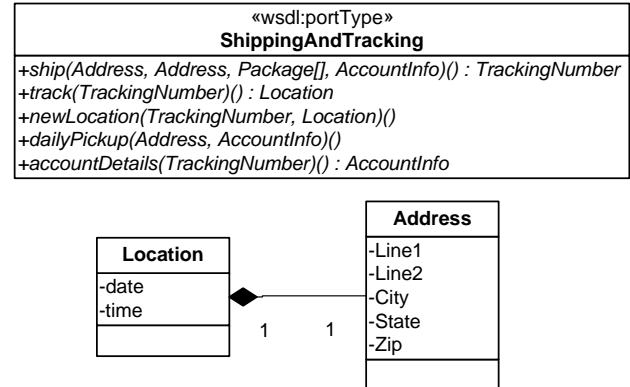 «wsdl:portType»
ShippingAndTracking
+ship(Address, Address, Package[], AccountInfo)() : TrackingNumber
+track(TrackingNumber)() : Location
+newLocation(TrackingNumber, Location)()
+dailyPickup(Address, AccountInfo)()
+accountDetails(TrackingNumber)() : AccountInfo
Location
-date
-time
1
1
Address
-Line1
-Line2
-City
-State
-Zip